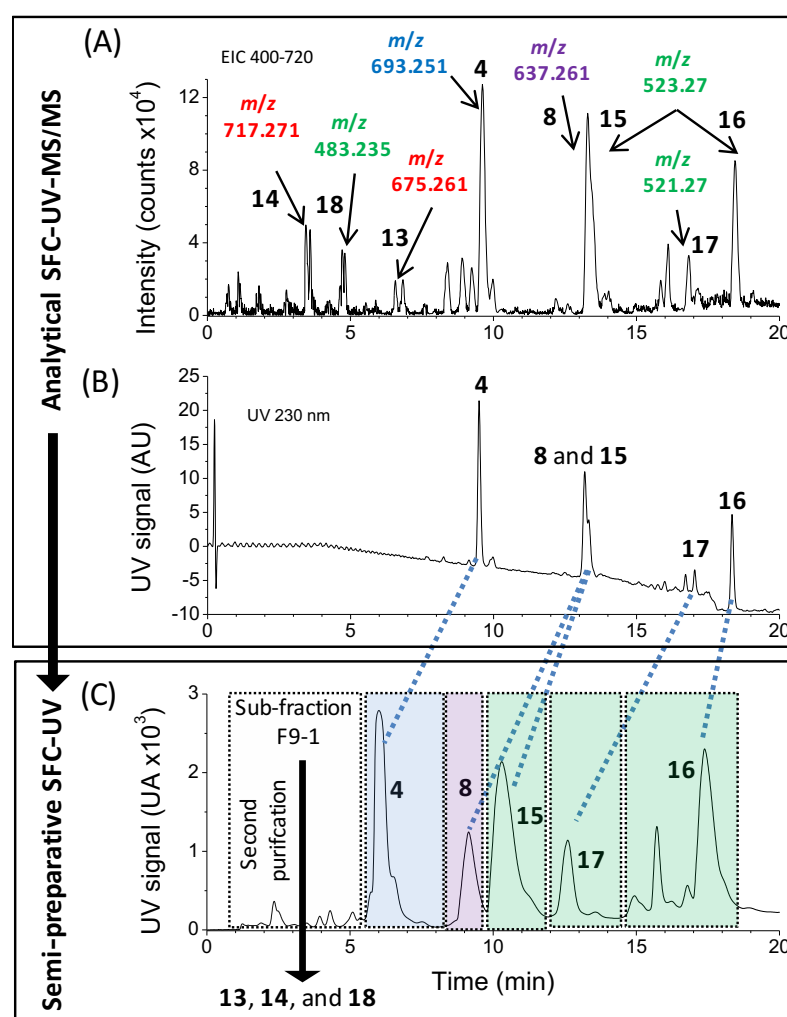 Analytical SFC-UV-MS/MS
(A)
EIC 400-720
m/z
717.271
m/z
483.235
m/z
675.261
m/z
693.251
m/z
637.261
m/z
523.27
m/z
521.27
14
18
13
4
8
15
16
17
Intensity (counts x10⁴)
12
8
4
0
0 5 10 15 20
(B)
UV 230 nm
4
8 and 15
17
16
UV signal (AU)
25
20
15
10
5
0
-5
-10
0 5 10 15 20
Semi-preparative SFC-UV
(C)
Sub-fraction
F9-1
Second
purifcation
4
8
15
17
16
UV signal (UA x10³)
3
2
1
0
0 5 10 15 20
Time (min)
13, 14, and 18